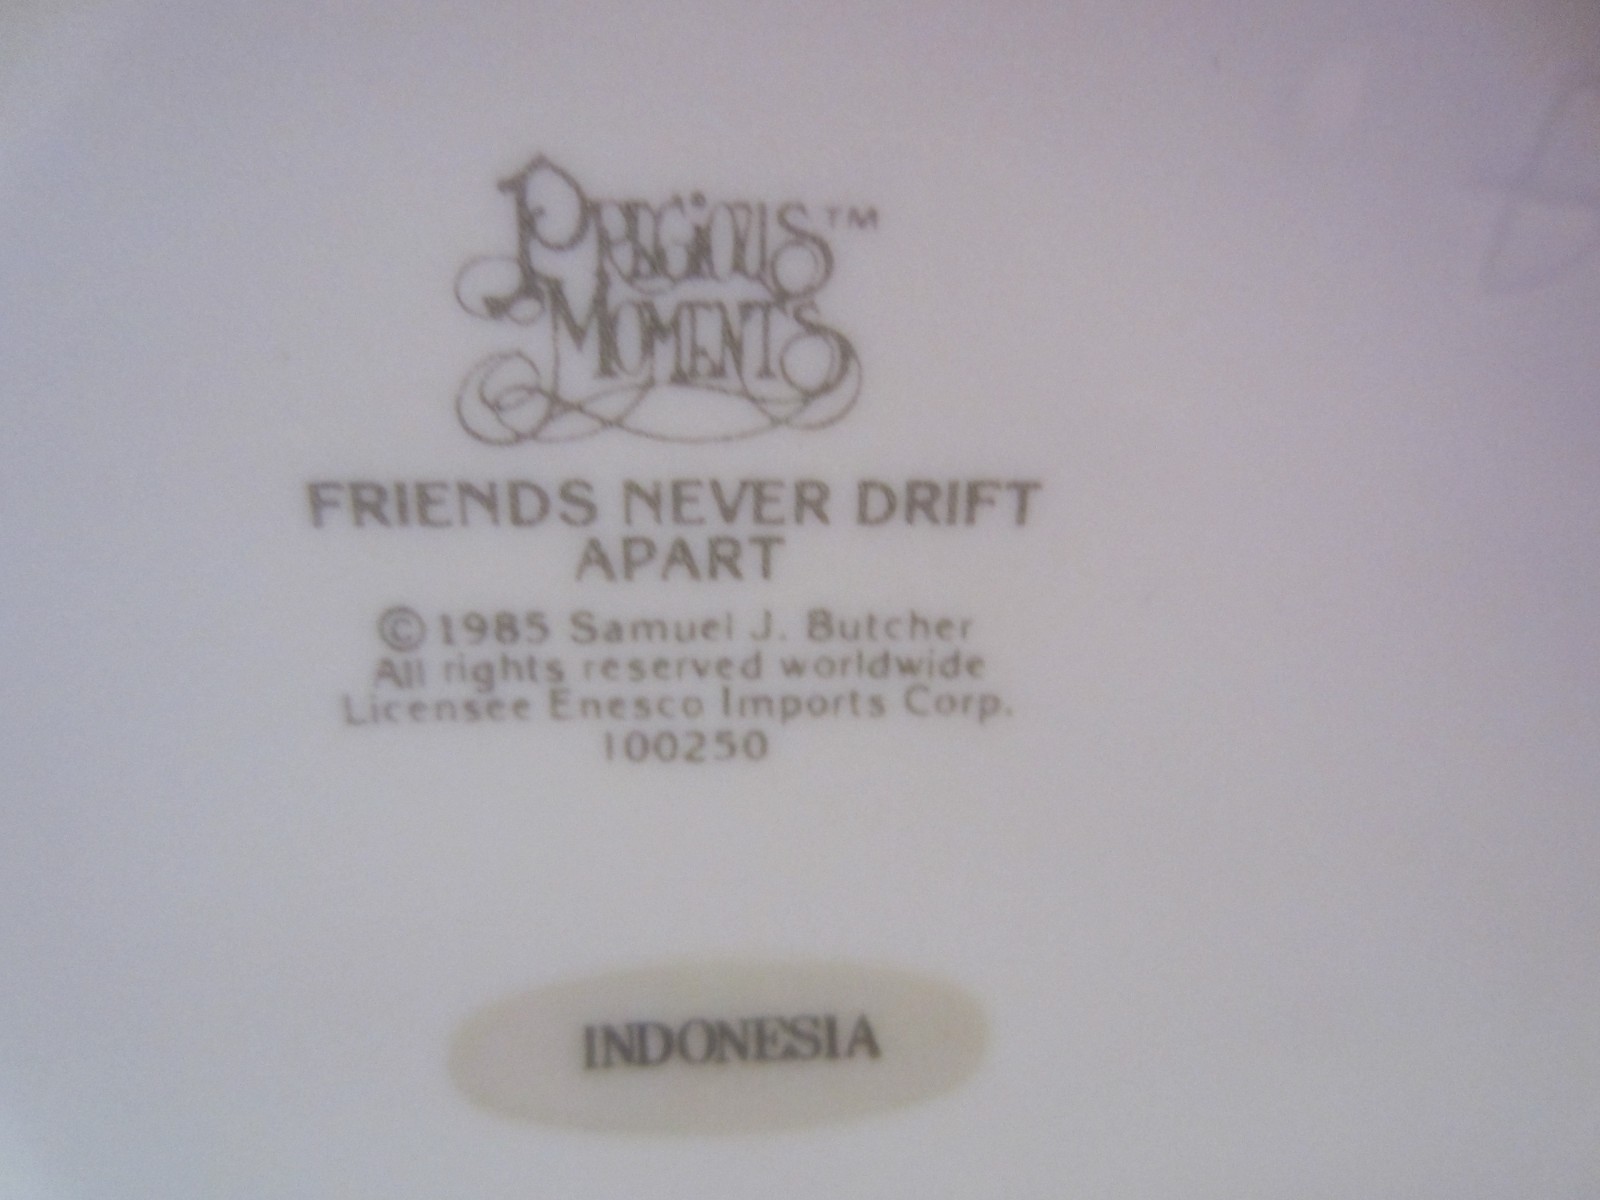 PRECIOUS™
MOMENTS
FRIENDS NEVER DRIFT
APART
© 1985 Samuel J. Butcher
All rights reserved worldwide
Licensee Enesco Imports Corp.
100250
INDONESIA